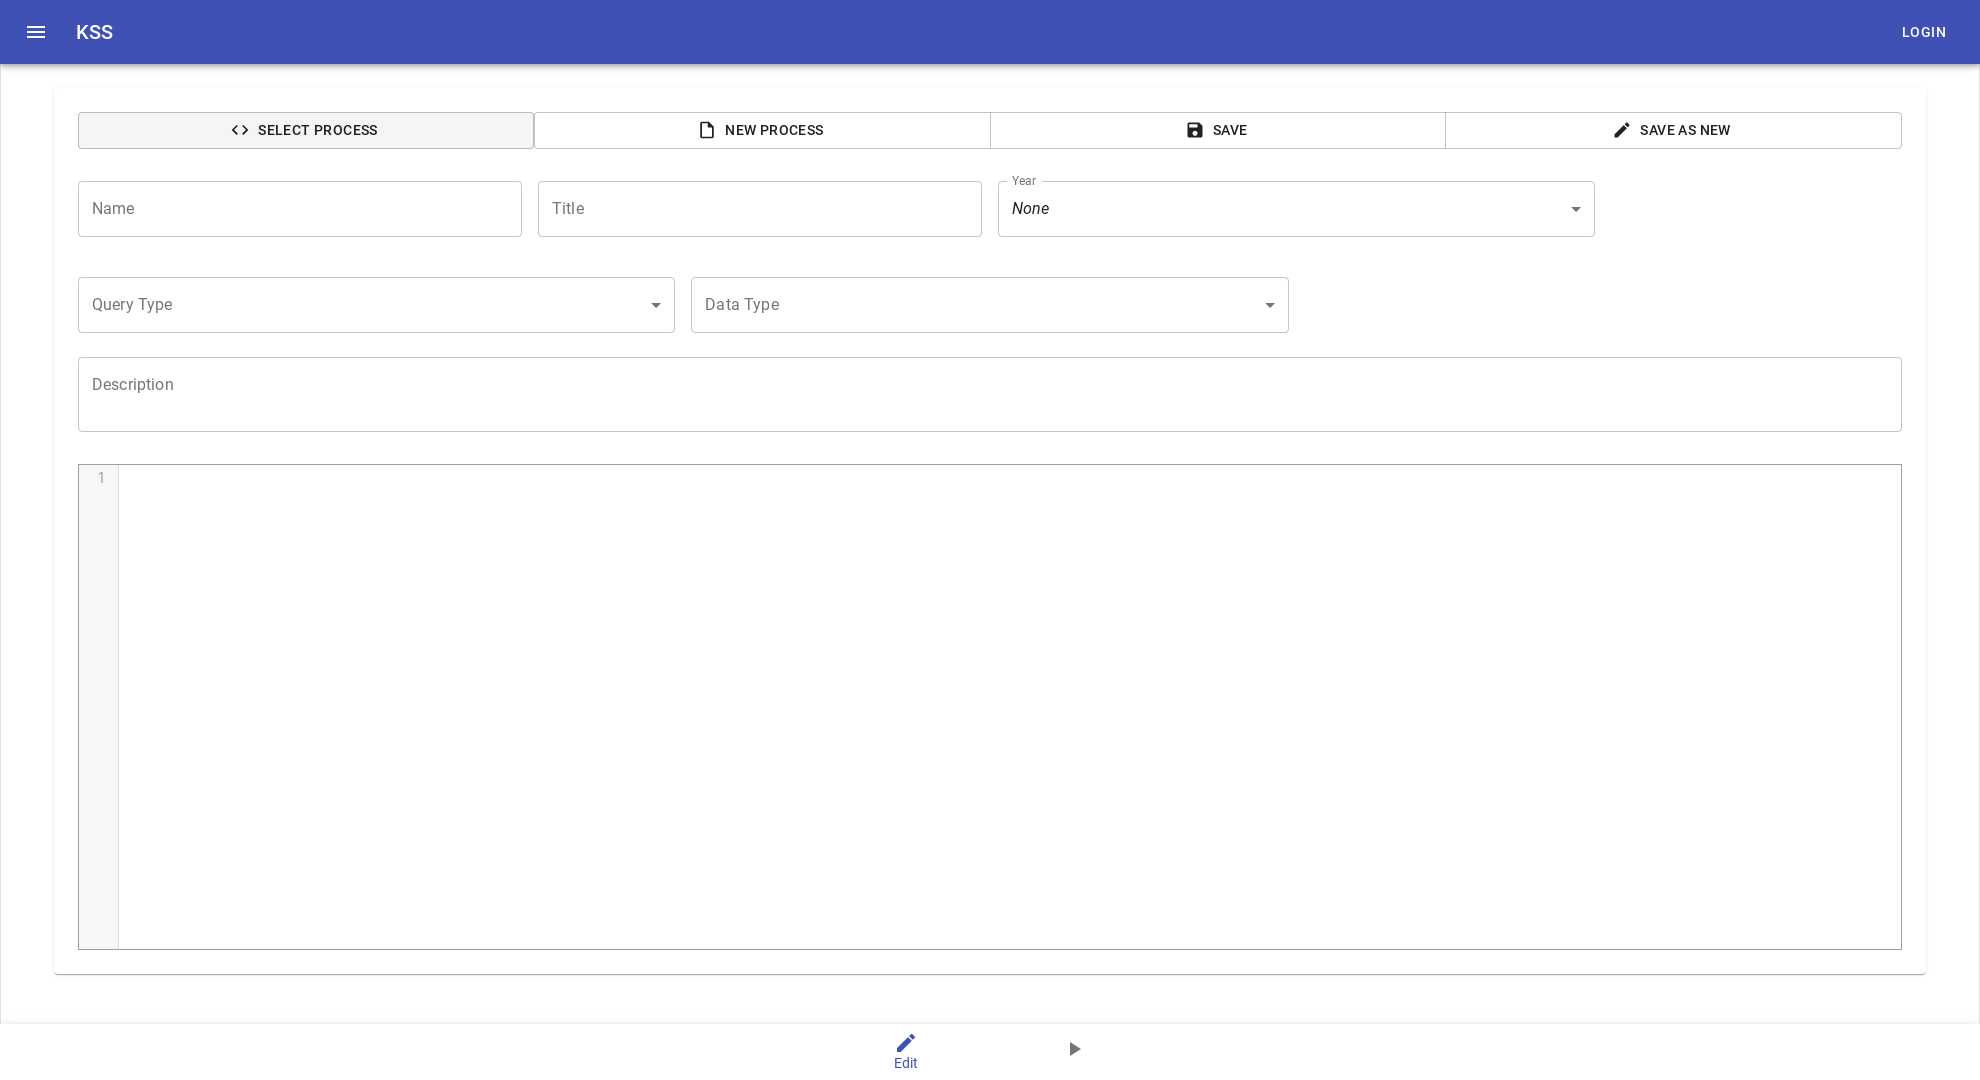 KSS
LOGIN
SELECT PROCESS
NEW PROCESS
SAVE
SAVE AS NEW
Name
Title
Year
None
Query Type
Data Type
Description
1
Edit